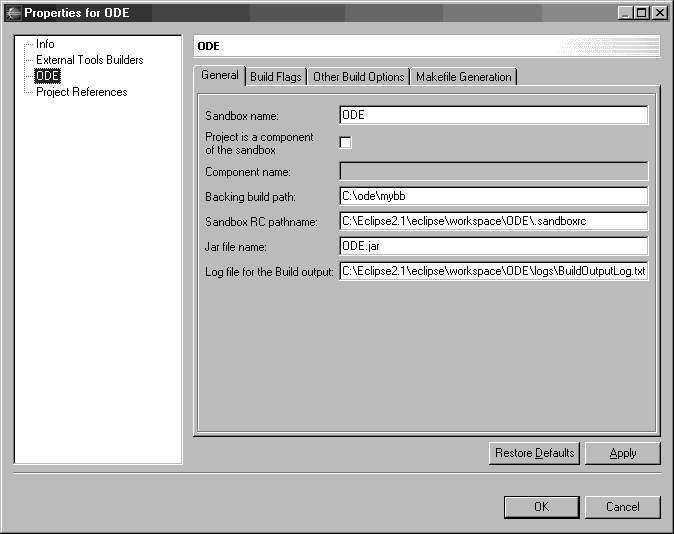 Properties for ODE
Info
External Tools Builders
ODE
Project References
ODE
General
Build Flags
Other Build Options
Makefile Generation
Sandbox name:
ODE
Project is a component
of the sandbox
Component name:
Backing build path:
C:\ode\mybb
Sandbox RC pathname:
C:\Eclipse2.1\eclipse\workspace\ODE\.sandboxrc
Jar file name:
ODE.jar
Log file for the Build output:
C:\Eclipse2.1\eclipse\workspace\ODE\logs\BuildOutputLog.txt
Restore Defaults
Apply
OK
Cancel